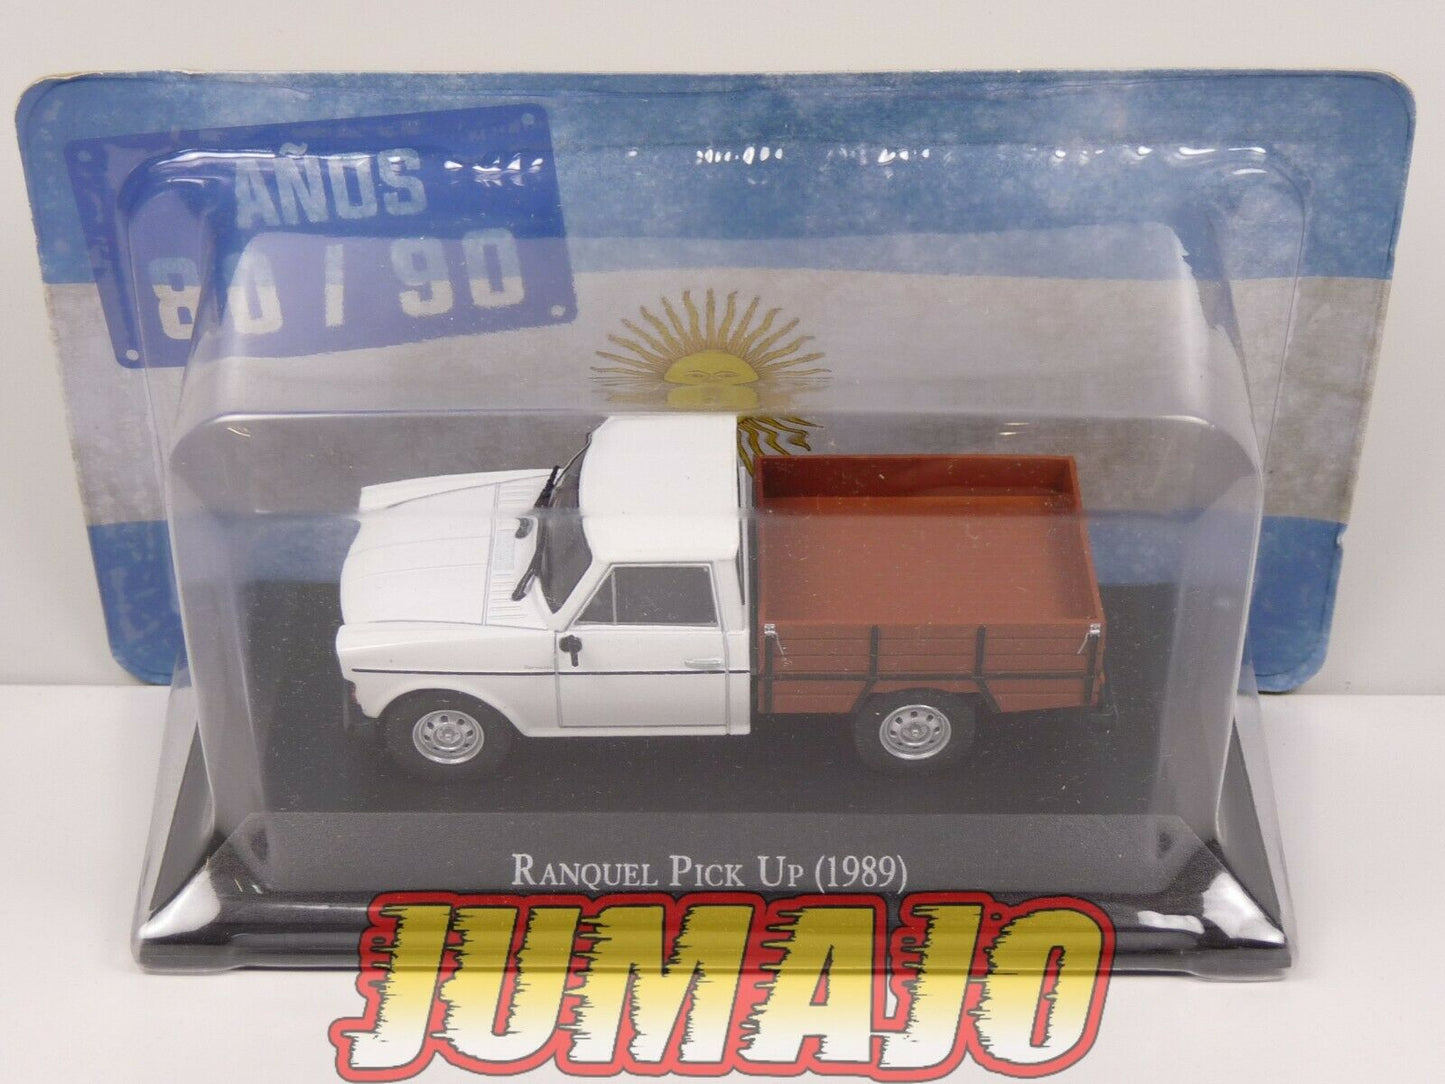 AÑOS
80 / 90
RANQUEL PICK UP (1989)
JUMAJO